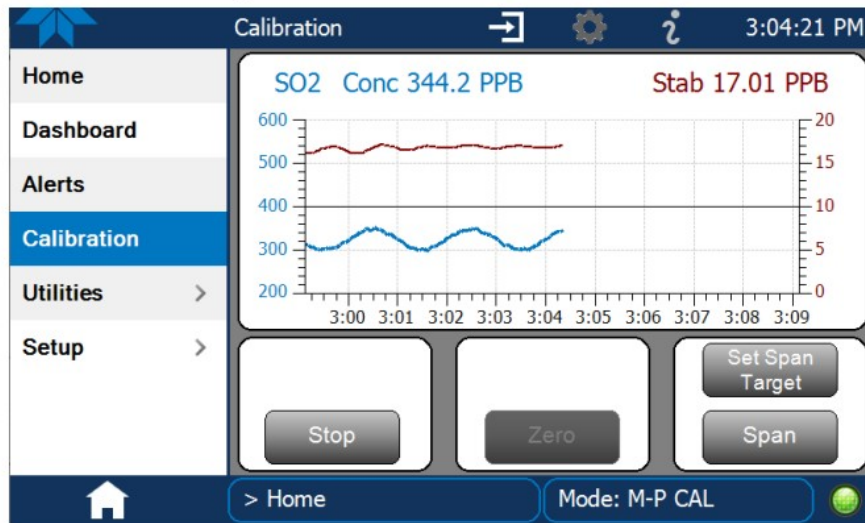 Calibration 3:04:21 PM
Home
Dashboard
Alerts
Calibration
Utilities
Setup
SO2 Conc 344.2 PPB Stab 17.01 PPB
600 20
500 15
400 10
300 5
200 0
3:00 3:01 3:02 3:03 3:04 3:05 3:06 3:07 3:08 3:09
Stop
Zero
Set Span
Target
Span
> Home Mode: M-P CAL